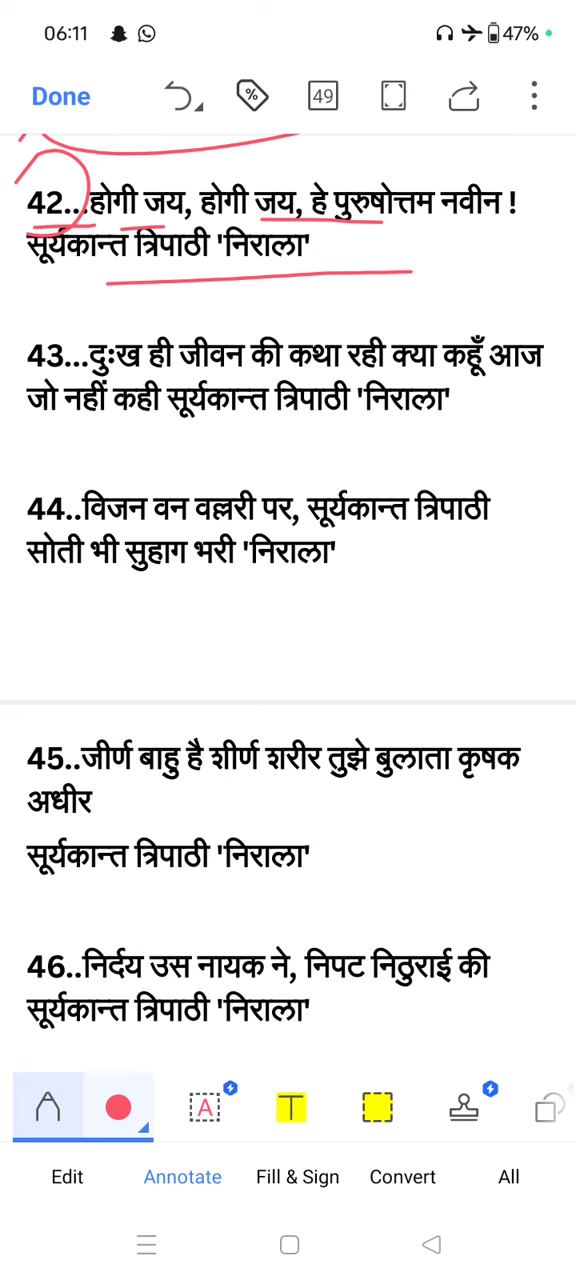 06:11
47%
Done
%
49
42...होगी जय, होगी जय, हे पुरुषोत्तम नवीन !
सूर्यकान्त त्रिपाठी 'निराला'
43...दुःख ही जीवन की कथा रही क्या कहूँ आज
जो नहीं कही सूर्यकान्त त्रिपाठी 'निराला'
44..विजन वन वल्लरी पर, सूर्यकान्त त्रिपाठी
सोती भी सुहाग भरी 'निराला'
45..जीर्ण बाहु है शीर्ण शरीर तुझे बुलाता कृषक
अधीर
सूर्यकान्त त्रिपाठी 'निराला'
46..निर्दय उस नायक ने, निपट निठुराई की
सूर्यकान्त त्रिपाठी 'निराला'
A
T
Edit
Annotate
Fill & Sign
Convert
All